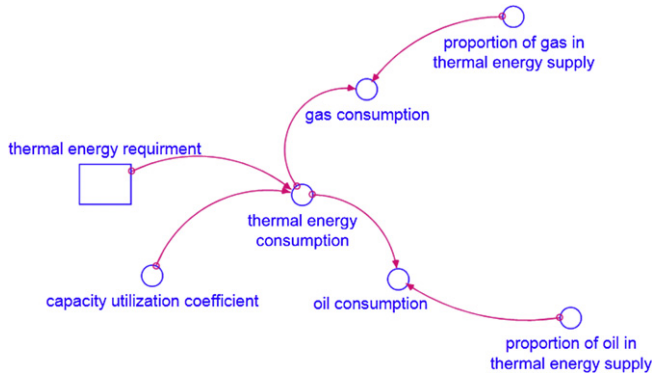 proportion of gas in
thermal energy supply
gas consumption
thermal energy requirment
thermal energy
consumption
capacity utilization coefficient
oil consumption
proportion of oil in
thermal energy supply